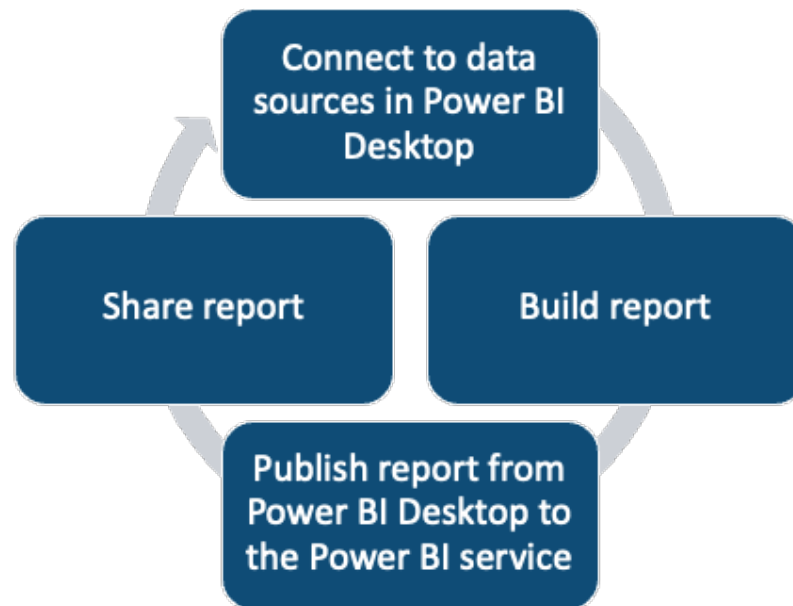 Connect to data
sources in Power BI
Desktop
Share report
Build report
Publish report from
Power BI Desktop to
the Power BI service